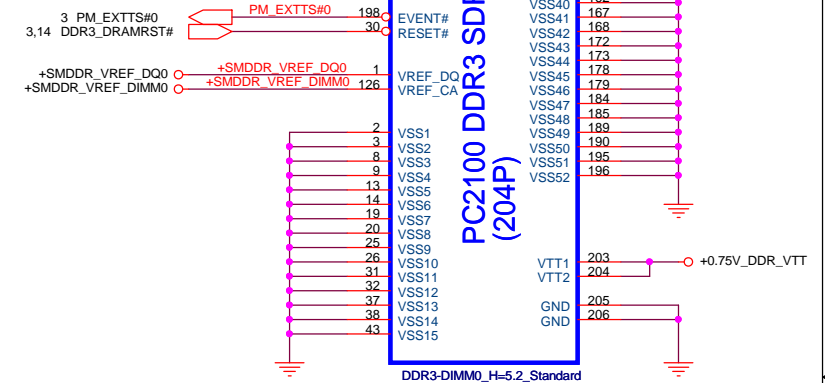 3 PM_EXTTS#0
PM_EXTTS#0
198
EVENT#
3,14 DDR3_DRAMRST#
30
RESET#
+SMDDR_VREF_DQ0
+SMDDR_VREF_DQ0
1
VREF_DQ
+SMDDR_VREF_DIMM0
+SMDDR_VREF_DIMM0
126
VREF_CA
2 VSS1
3 VSS2
8 VSS3
9 VSS4
13 VSS5
14 VSS6
19 VSS7
20 VSS8
25 VSS9
26 VSS10
31 VSS11
32 VSS12
37 VSS13
38 VSS14
43 VSS15
PC2100 DDR3
(204P)
VSS40
VSS41 167
VSS42 168
VSS43 172
VSS44 173
VSS45 178
VSS46 179
VSS47 184
VSS48 185
VSS49 189
VSS50 190
VSS51 195
VSS52 196
VTT1 203
+0.75V_DDR_VTT
VTT2 204
GND 205
GND 206
DDR3-DIMM0_H=5.2_Standard